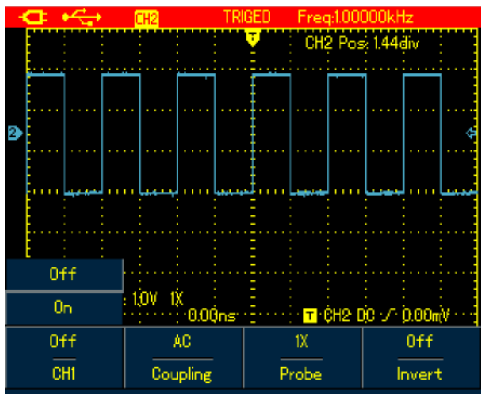 CH2 TRIGED Freq:1.00000kHz
T
CH2 Pos: 1.44div
2
Off
On
1.0V 1X
0.00ns T CH2 DC 0.00mV
Off AC 1X Off
CH1 Coupling Probe Invert